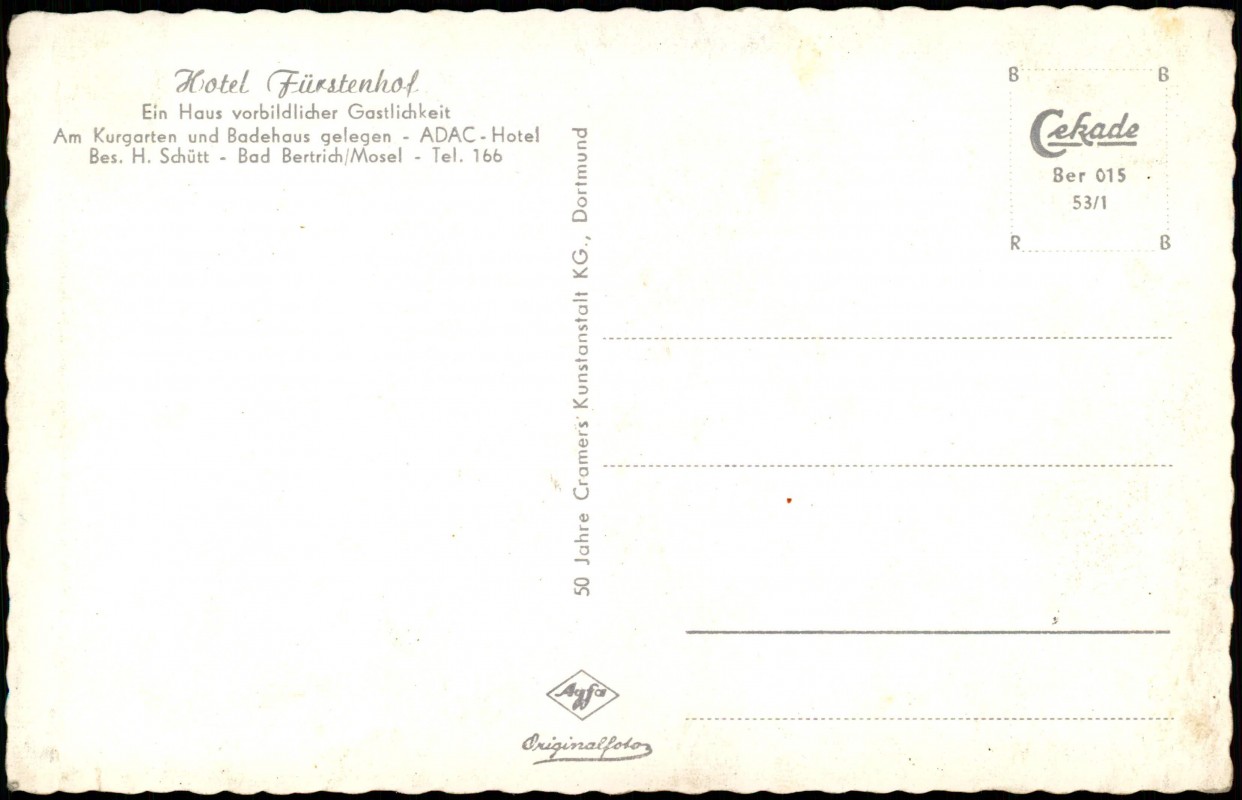 Hotel Fürstenhof
Ein Haus vorbildlicher Gastlichkeit
Am Kurgarten und Badehaus gelegen - ADAC - Hotel
Bes. H. Schütt - Bad Bertrich/Mosel - Tel. 166
50 Jahre Cramers Kunstanstalt KG., Dortmund
B B
Cekade
Ber 015
53/1
R B
Agfa
Originalfoto